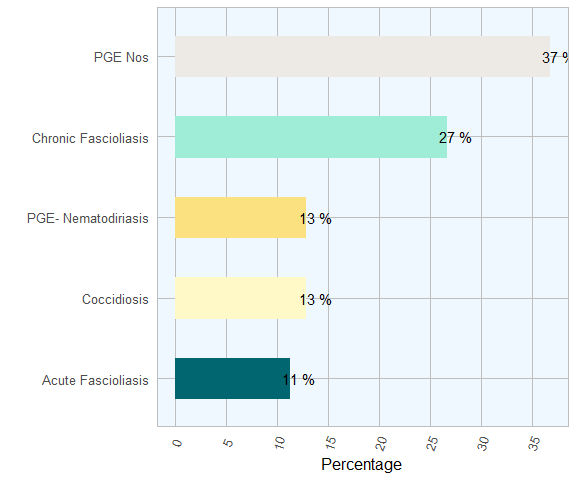 PGE Nos
37 %
Chronic Fascioliasis
27 %
PGE- Nematodiriasis
13 %
Coccidiosis
13 %
Acute Fascioliasis
11 %
0
5
10
15
20
25
30
35
Percentage